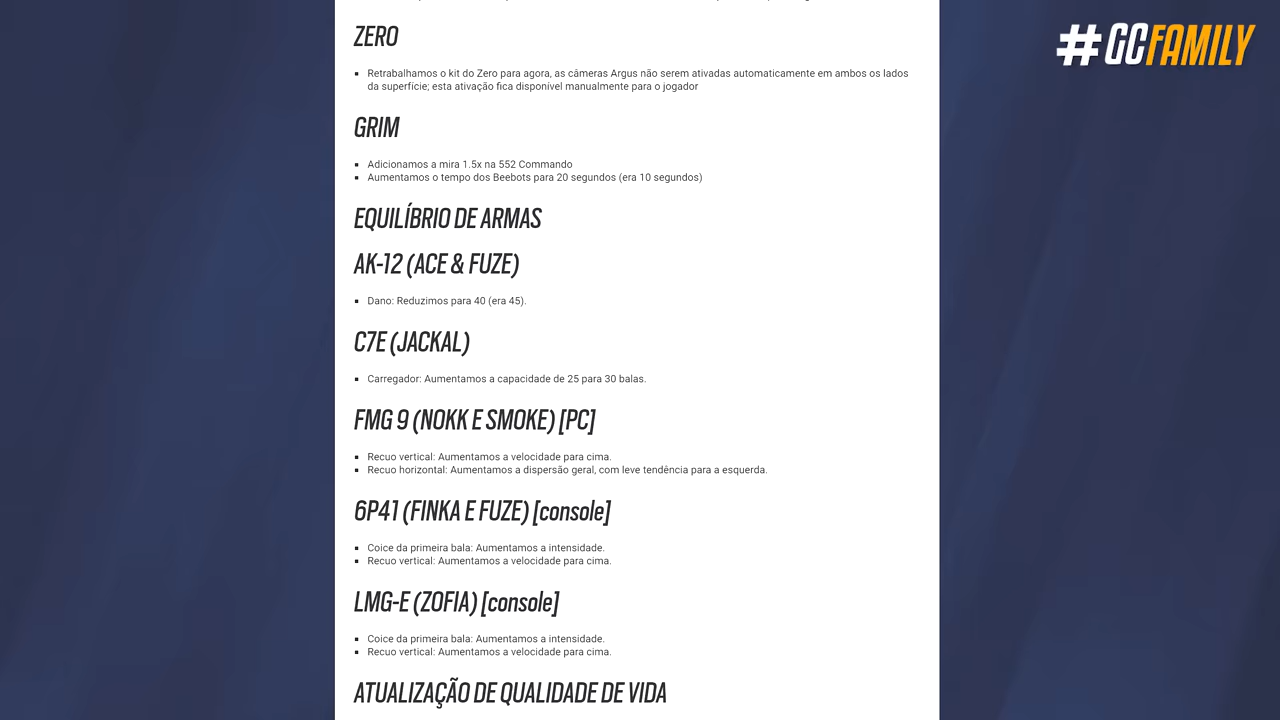 #GCFAMILY
ZERO
▪ Retrabalhamos o kit do Zero para agora, as câmeras Argus não serem ativadas automaticamente em ambos os lados
da superfície; esta ativação fica disponível manualmente para o jogador
GRIM
▪ Adicionamos a mira 1.5x na 552 Commando
▪ Aumentamos o tempo dos Beebots para 20 segundos (era 10 segundos)
EQUILÍBRIO DE ARMAS
AK-12 (ACE & FUZE)
▪ Dano: Reduzimos para 40 (era 45).
C7E (JACKAL)
▪ Carregador: Aumentamos a capacidade de 25 para 30 balas.
FMG 9 (NOKK E SMOKE) [PC]
▪ Recuo vertical: Aumentamos a velocidade para cima.
▪ Recuo horizontal: Aumentamos a dispersão geral, com leve tendência para a esquerda.
6P41 (FINKA E FUZE) [console]
▪ Coice da primeira bala: Aumentamos a intensidade.
▪ Recuo vertical: Aumentamos a velocidade para cima.
LMG-E (ZOFIA) [console]
▪ Coice da primeira bala: Aumentamos a intensidade.
▪ Recuo vertical: Aumentamos a velocidade para cima.
ATUALIZAÇÃO DE QUALIDADE DE VIDA